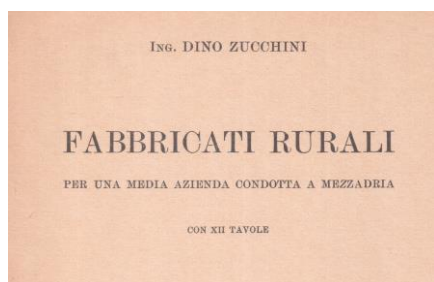 Ing. DINO ZUCCHINI
FABBRICATI RURALI
PER UNA MEDIA AZIENDA CONDOTTA A MEZZADRIA
CON XII TAVOLE